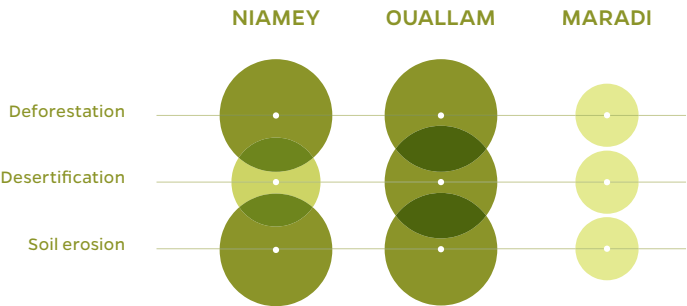 NIAMEY OUALLAM MARADI
Deforestation
Desertification
Soil erosion